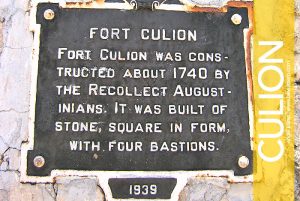 FORT CULION
FORT CULION WAS CONS-
TRUCTED ABOUT 1740 BY
THE RECOLLECT AUGUST-
INIANS. IT WAS BUILT OF
STONE, SQUARE IN FORM,
WITH FOUR BASTIONS.
1939
CULION